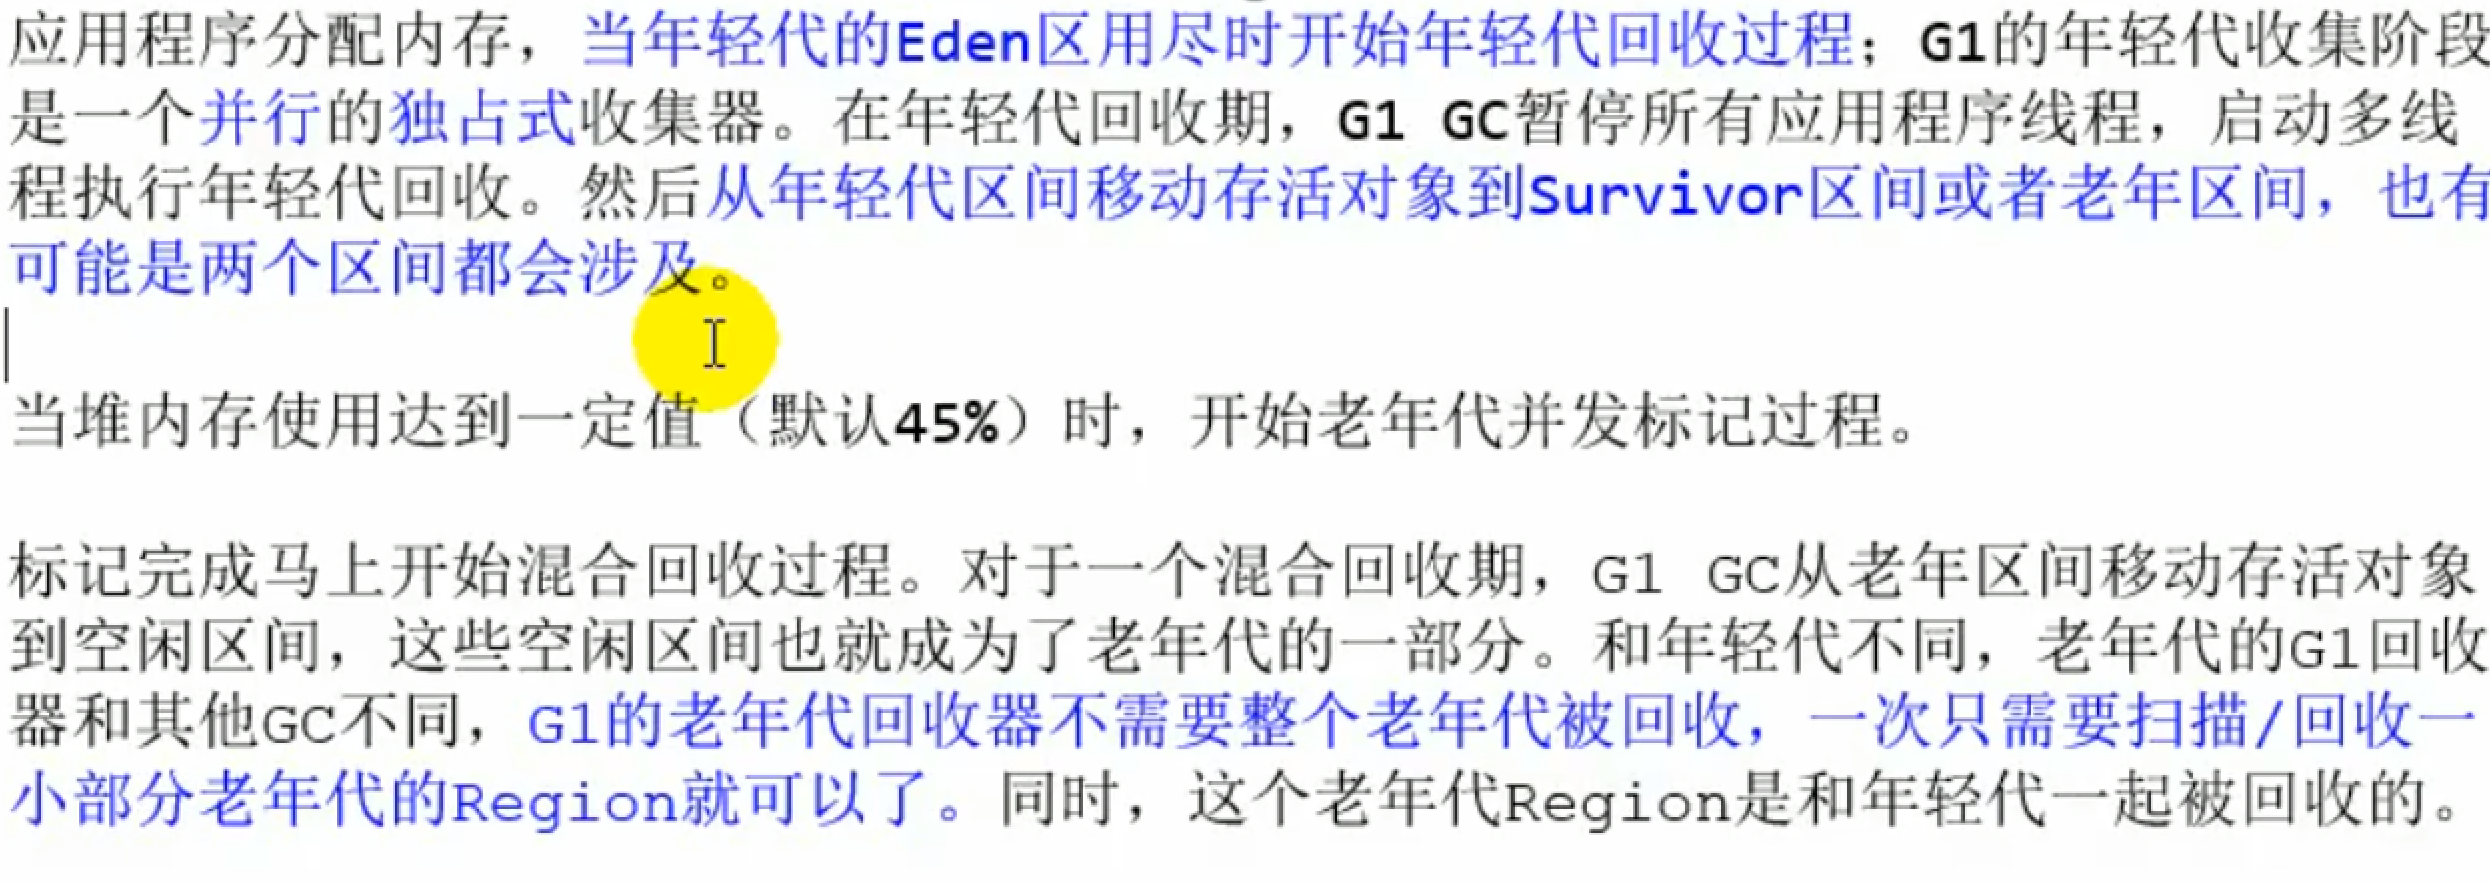 应用程序分配内存，当年轻代的Eden区用尽时开始年轻代回收过程；G1的年轻代收集阶段
是一个并行的独占式收集器。在年轻代回收期，G1 GC暂停所有应用程序线程，启动多线
程执行年轻代回收。然后从年轻代区间移动存活对象到Survivor区间或者老年区间，也有
可能是两个区间都会涉及。
当堆内存使用达到一定值（默认45%）时，开始老年代并发标记过程。
标记完成马上开始混合回收过程。对于一个混合回收期，G1 GC从老年区间移动存活对象
到空闲区间，这些空闲区间也就成为了老年代的一部分。和年轻代不同，老年代的G1回收
器和其他GC不同，G1的老年代回收器不需要整个老年代被回收，一次只需要扫描/回收一
小部分老年代的Region就可以了。同时，这个老年代Region是和年轻代一起被回收的。